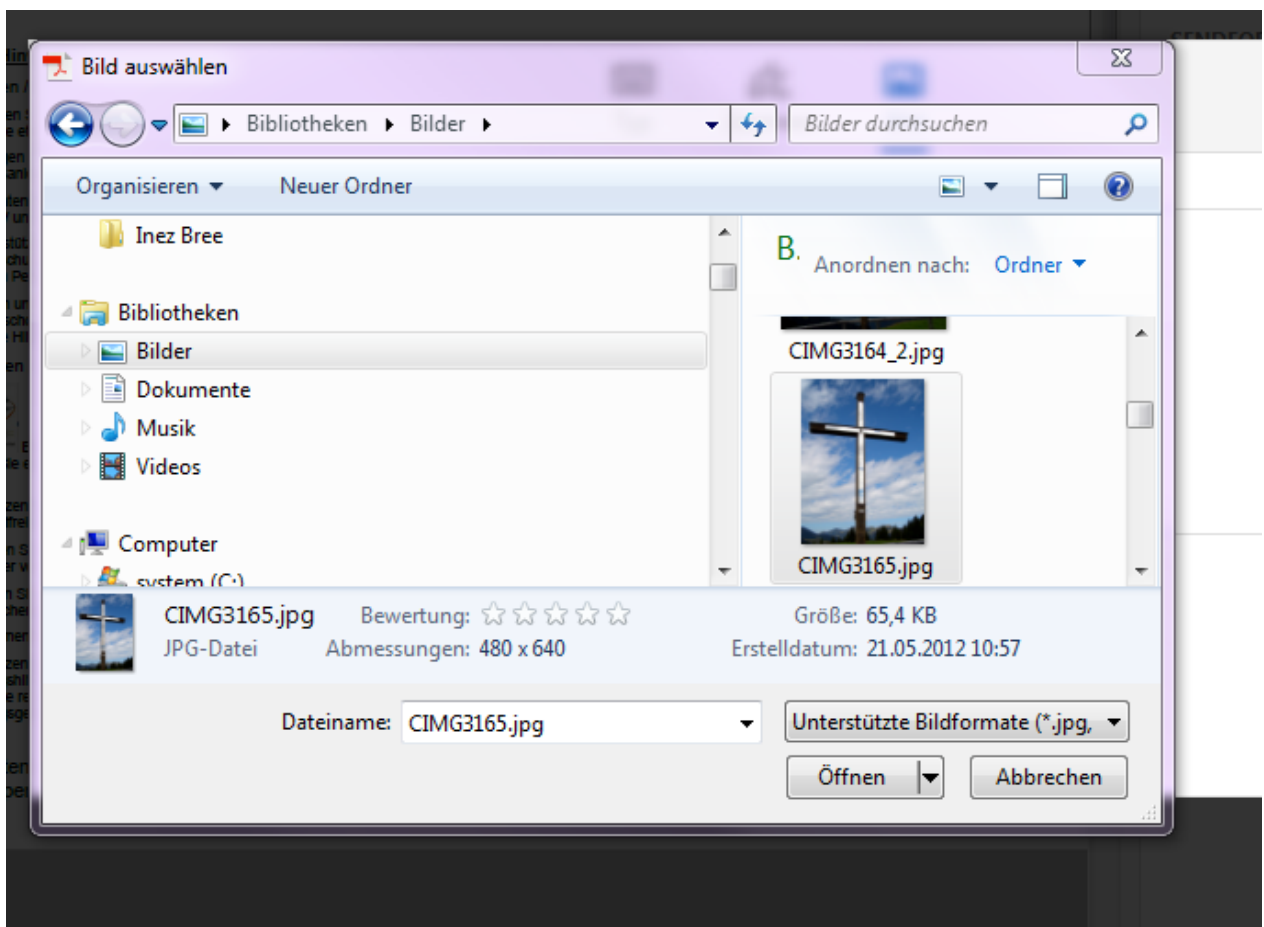 Bild auswählen
Bibliotheken Bilder
Bilder durchsuchen
Organisieren Neuer Ordner
Inez Bree
Bibliotheken
Bilder
Dokumente
Musik
Videos
Computer
system (C:)
B.
Anordnen nach: Ordner
CIMG3164_2.jpg
CIMG3165.jpg
CIMG3165.jpg Bewertung: Größe: 65,4 KB
JPG-Datei Abmessungen: 480 x 640 Erstelldatum: 21.05.2012 10:57
Dateiname: CIMG3165.jpg Unterstützte Bildformate (*.jpg,
Öffnen Abbrechen